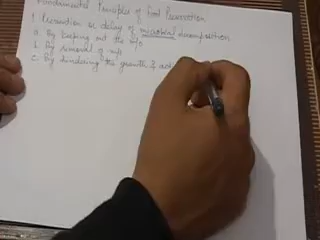 Fundamental Principles of Food Preservation
1. Prevention or delay of microbial decomposition
a. By keeping out the m/o
b. By removal of m/o
c. By hindering the growth &